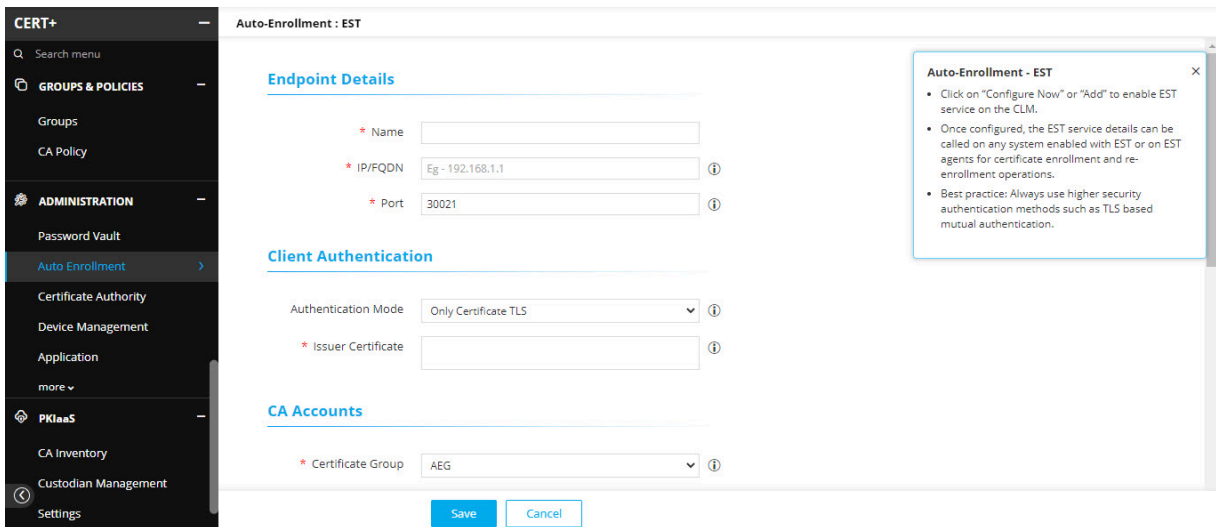 CERT+
Search menu
GROUPS & POLICIES
Groups
CA Policy
ADMINISTRATION
Password Vault
Auto Enrollment
Certificate Authority
Device Management
Application
more
PKIaaS
CA Inventory
Custodian Management
Settings
Auto-Enrollment : EST
Endpoint Details
* Name
* IP/FQDN Eg - 192.168.1.1
* Port 30021
Client Authentication
Authentication Mode Only Certificate TLS
* Issuer Certificate
CA Accounts
* Certificate Group AEG
Save Cancel
Auto-Enrollment - EST
• Click on “Configure Now” or “Add” to enable EST
service on the CLM.
• Once configured, the EST service details can be
called on any system enabled with EST or on EST
agents for certificate enrollment and re-
enrollment operations.
• Best practice: Always use higher security
authentication methods such as TLS based
mutual authentication.